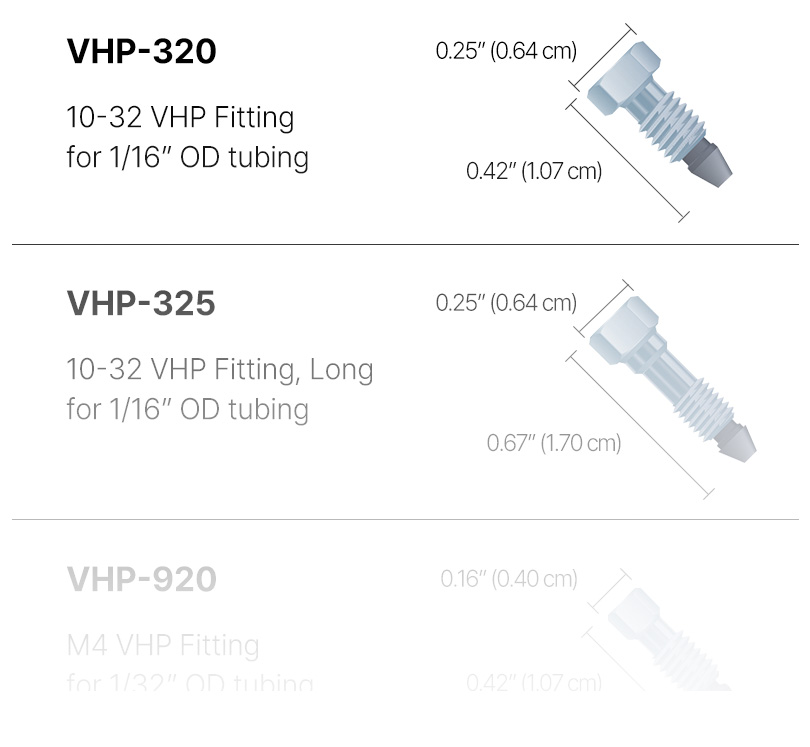 VHP-320
0.25″ (0.64 cm)
10-32 VHP Fitting
for 1/16″ OD tubing
0.42″ (1.07 cm)
VHP-325
0.25″ (0.64 cm)
10-32 VHP Fitting, Long
for 1/16″ OD tubing
0.67″ (1.70 cm)
VHP-920
0.16″ (0.40 cm)
M4 VHP Fitting
for 1/32″ OD tubing
0.42″ (1.07 cm)